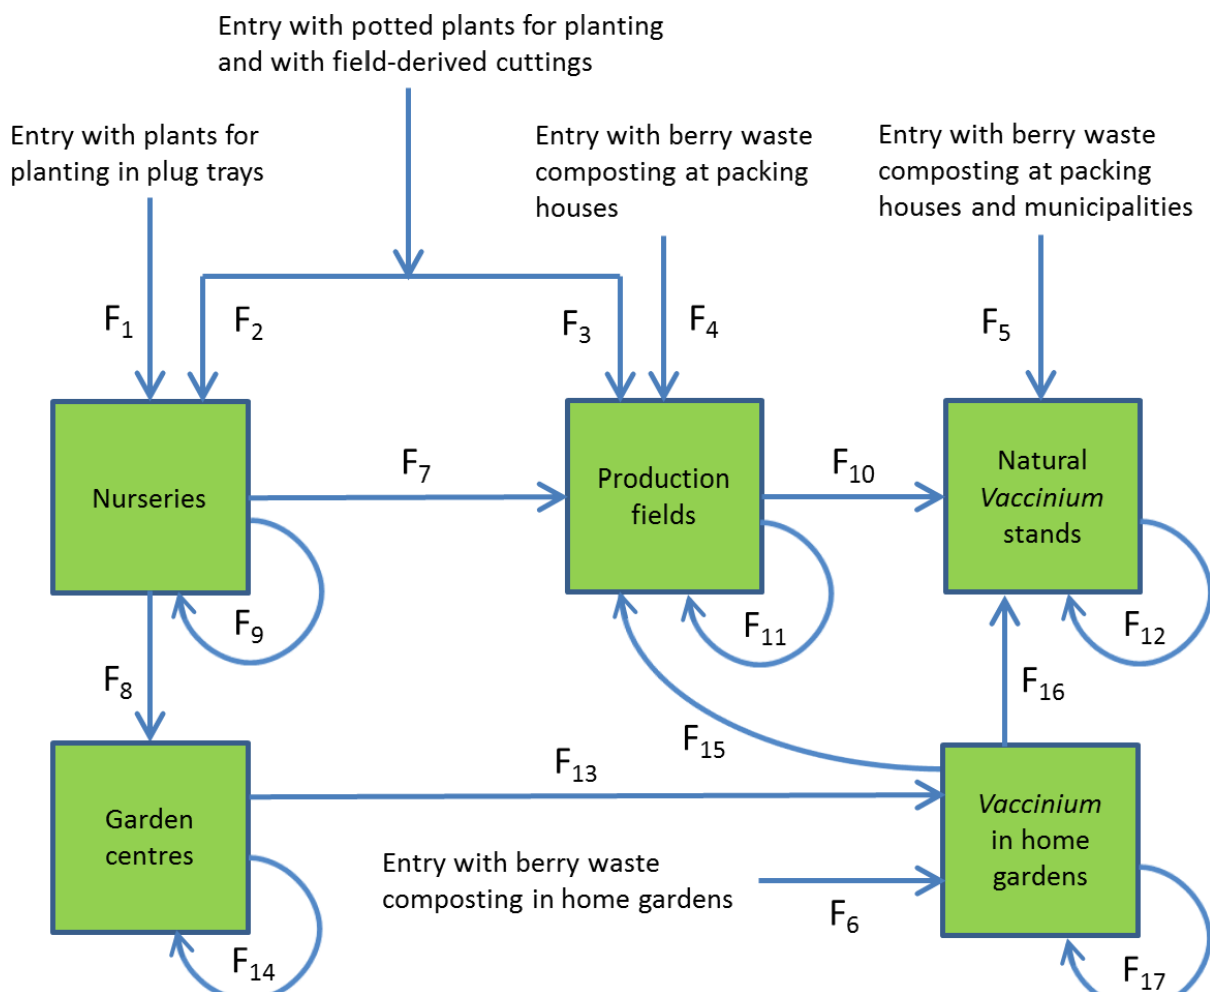 Entry with potted plants for planting
and with field-derived cuttings
Entry with plants for
planting in plug trays
Entry with berry waste
composting at packing
houses
Entry with berry waste
composting at packing
houses and municipalities
F1
F2
F3
F4
F5
Nurseries
F7
Production
fields
F10
Natural
Vaccinium
stands
F9
F11
F12
F8
F16
F15
F13
Garden
centres
Vaccinium
in home
gardens
Entry with berry waste
composting in home gardens
F6
F14
F17